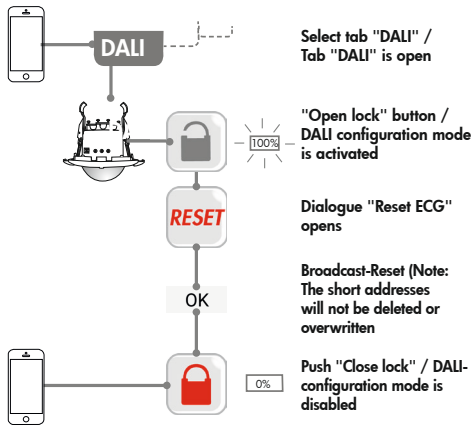 DALI
Select tab "DALI" /
Tab "DALI" is open
"Open lock" button /
DALI configuration mode
is activated
100%
RESET
Dialogue "Reset ECG"
opens
Broadcast-Reset (Note:
The short addresses
will not be deleted or
overwritten
OK
Push "Close lock" / DALI-
configuration mode is
disabled
0%